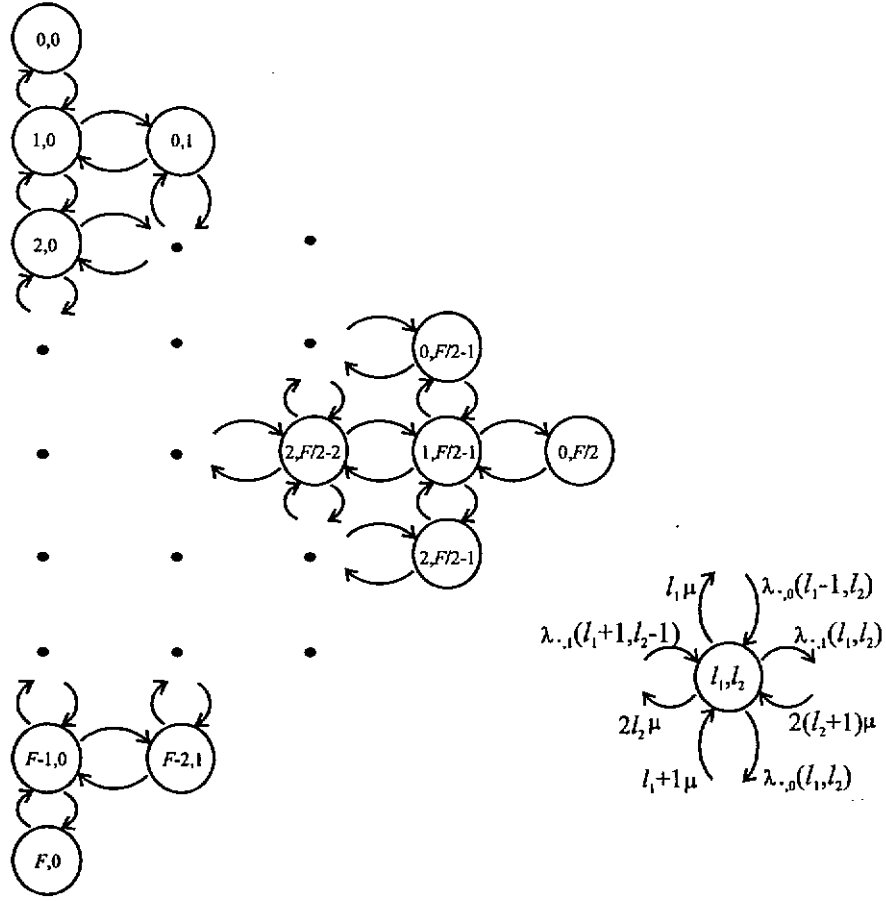 0,0
1,0 0,1
2,0
0,F/2-1
2,F/2-2 1,F/2-1 0,F/2
2,F/2-1
l₁μ λ·,₀(l₁-1,l₂)
λ·,₁(l₁+1,l₂-1) λ·,₁(l₁,l₂)
l₁,l₂
2l₂μ 2(l₂+1)μ
F-1,0 F-2,1
l₁+1μ λ·,₀(l₁,l₂)
F,0